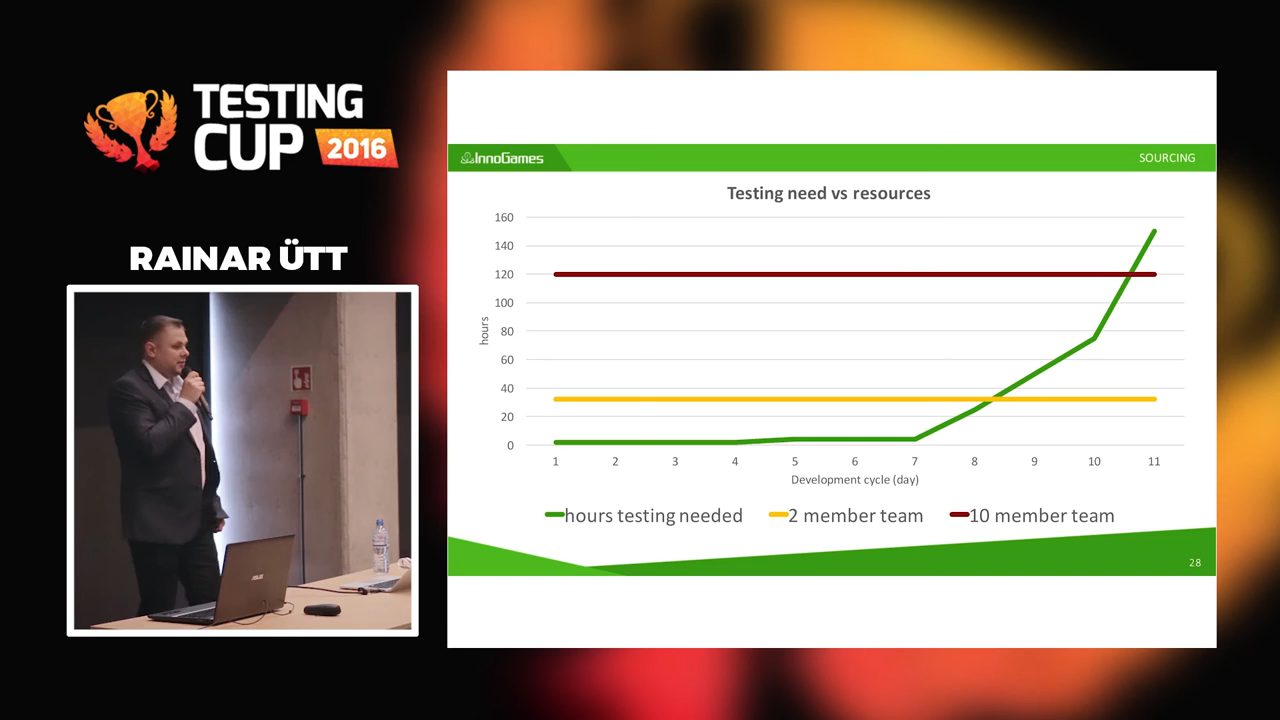 TESTING
CUP 2016
RAINAR ÜTT
ASUS
InnoGames
SOURCING
Testing need vs resources
160
140
120
100
80
60
40
20
0
hours
1 2 3 4 5 6 7 8 9 10 11
Development cycle (day)
hours testing needed 2 member team 10 member team
28